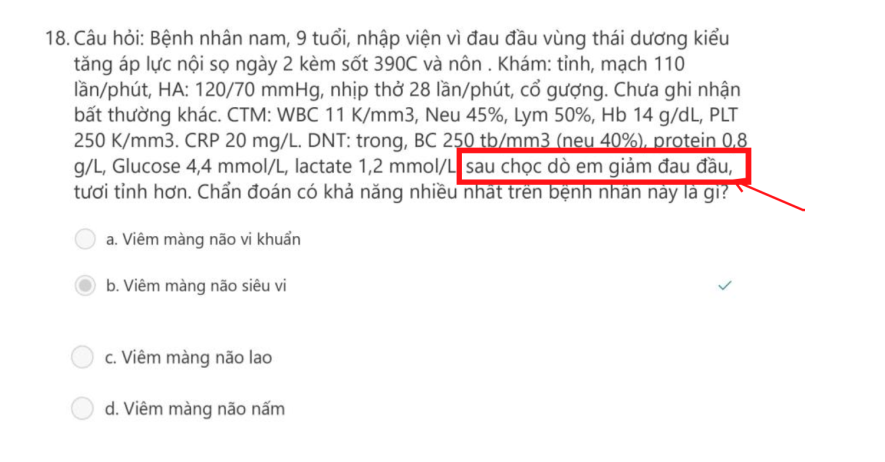 18. Câu hỏi: Bệnh nhân nam, 9 tuổi, nhập viện vì đau đầu vùng thái dương kiểu
tăng áp lực nội sọ ngày 2 kèm sốt 390C và nôn . Khám: tỉnh, mạch 110
lần/phút, HA: 120/70 mmHg, nhịp thở 28 lần/phút, cổ gượng. Chưa ghi nhận
bất thường khác. CTM: WBC 11 K/mm3, Neu 45%, Lym 50%, Hb 14 g/dL, PLT
250 K/mm3. CRP 20 mg/L. DNT: trong, BC 250 tb/mm3 (neu 40%), protein 0,8
g/L, Glucose 4,4 mmol/L, lactate 1,2 mmol/L, sau chọc dò em giảm đau đầu,
tươi tỉnh hơn. Chẩn đoán có khả năng nhiều nhất trên bệnh nhân này là gì?
a. Viêm màng não vi khuẩn
b. Viêm màng não siêu vi
c. Viêm màng não lao
d. Viêm màng não nấm